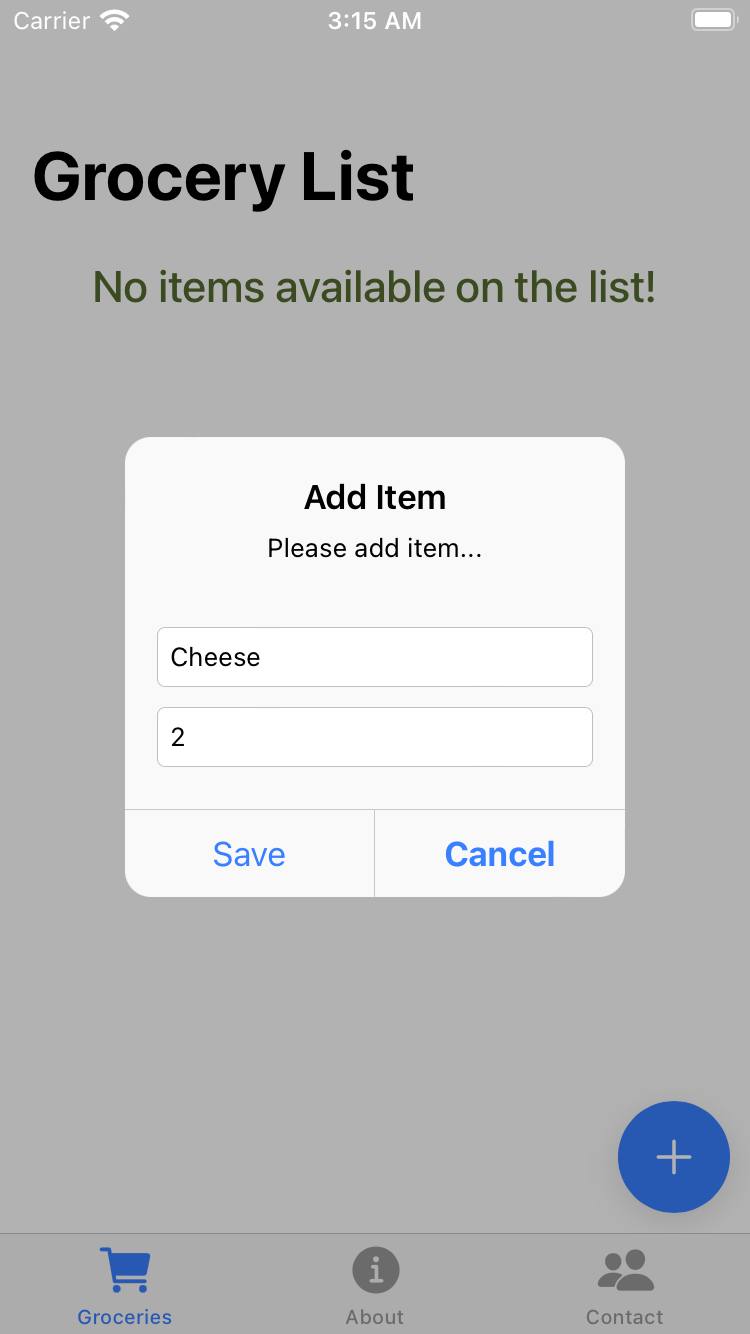 Carrier 3:15 AM
Grocery List
No items available on the list!
Add Item
Please add item...
Cheese
2
Save Cancel
Groceries About Contact